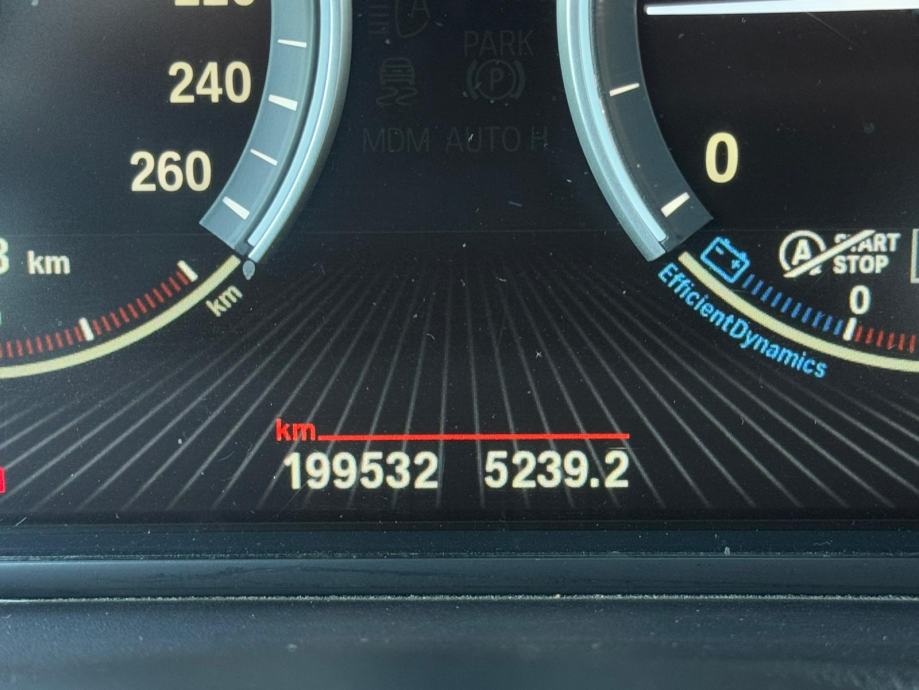 240
260
km
km
PARK
P
MDM AUTO H
0
A START
STOP
0
EfficientDynamics
km
199532 5239.2